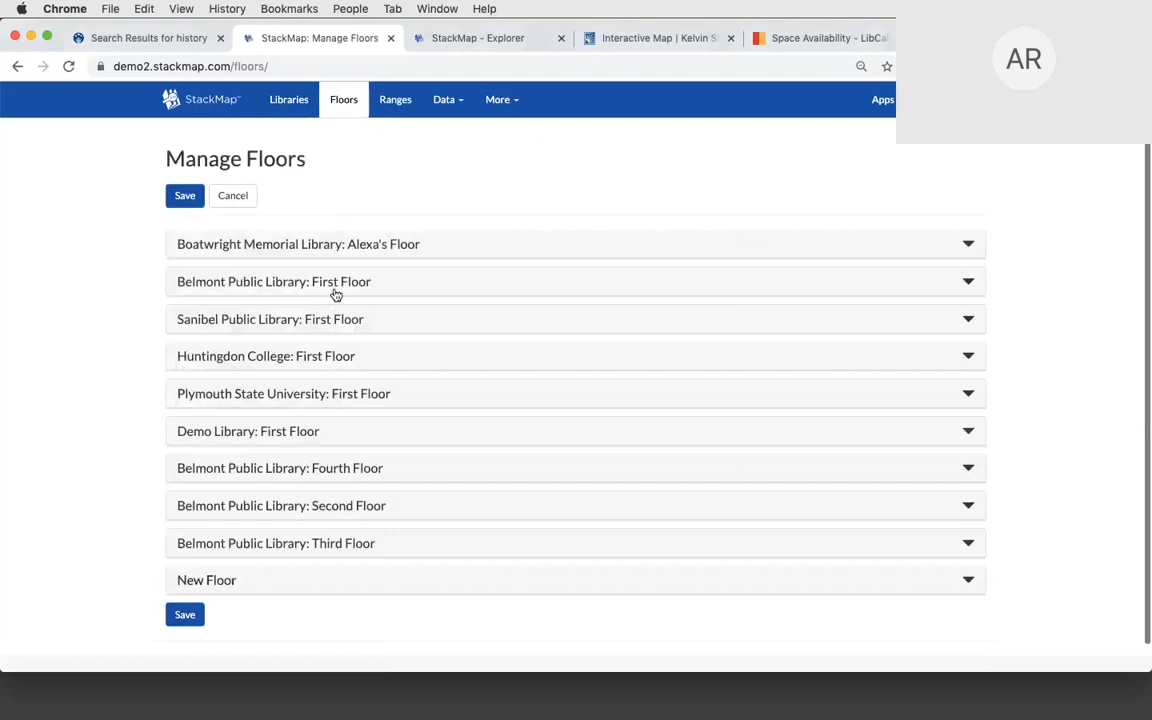 Chrome File Edit View History Bookmarks People Tab Window Help
Search Results for history
StackMap: Manage Floors
StackMap - Explorer
Interactive Map | Kelvin S
Space Availability - LibCal
demo2.stackmap.com/floors/
AR
StackMap™ Libraries Floors Ranges Data More Apps
Manage Floors
Save Cancel
Boatwright Memorial Library: Alexa's Floor
Belmont Public Library: First Floor
Sanibel Public Library: First Floor
Huntingdon College: First Floor
Plymouth State University: First Floor
Demo Library: First Floor
Belmont Public Library: Fourth Floor
Belmont Public Library: Second Floor
Belmont Public Library: Third Floor
New Floor
Save